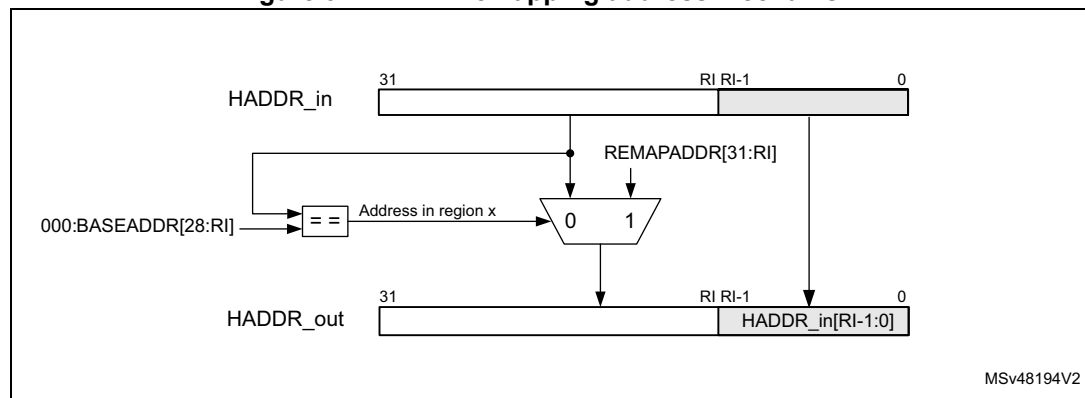 31 RI RI-1 0
HADDR_in
REMAPADDR[31:RI]
000:BASEADDR[28:RI]
= =
Address in region x
0 1
31 RI RI-1 0
HADDR_out
HADDR_in[RI-1:0]
MSv48194V2